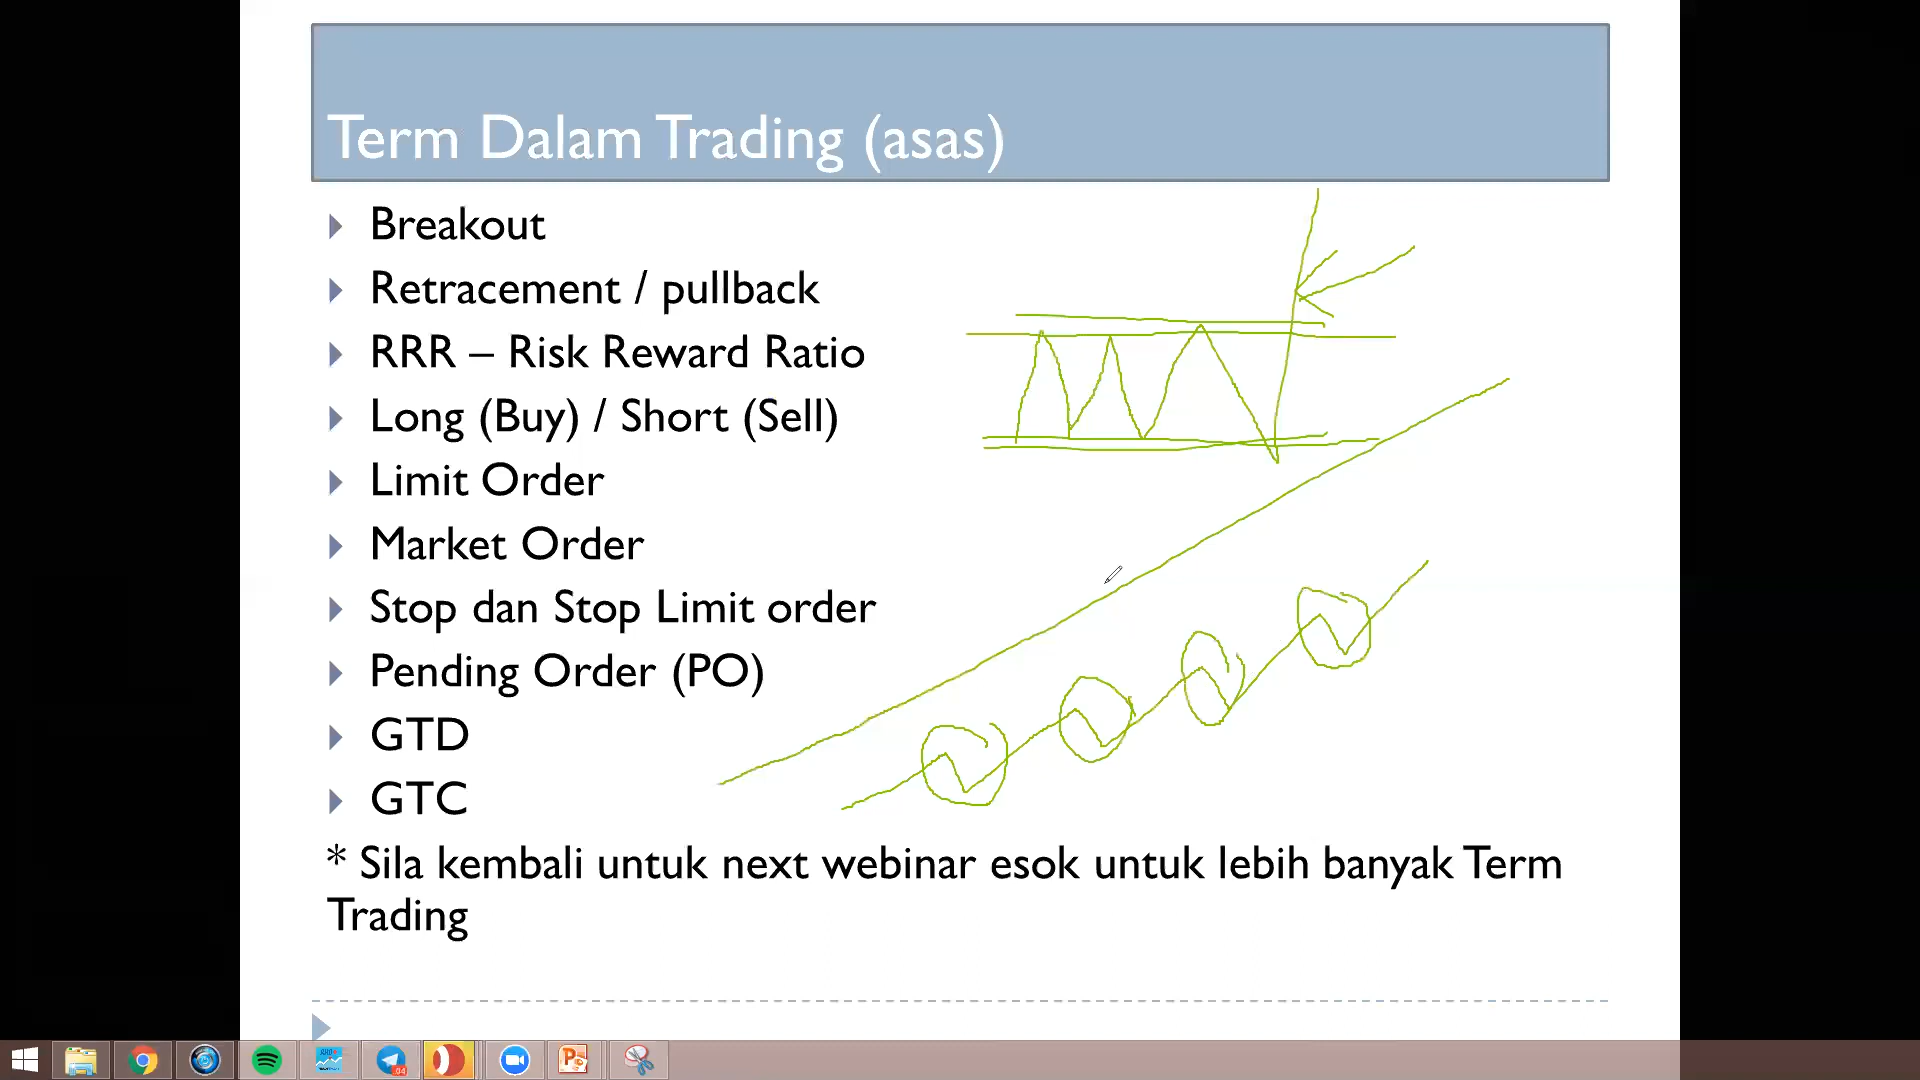 Term Dalam Trading (asas)
Breakout
Retracement / pullback
RRR – Risk Reward Ratio
Long (Buy) / Short (Sell)
Limit Order
Market Order
Stop dan Stop Limit order
Pending Order (PO)
GTD
GTC
* Sila kembali untuk next webinar esok untuk lebih banyak Term
Trading